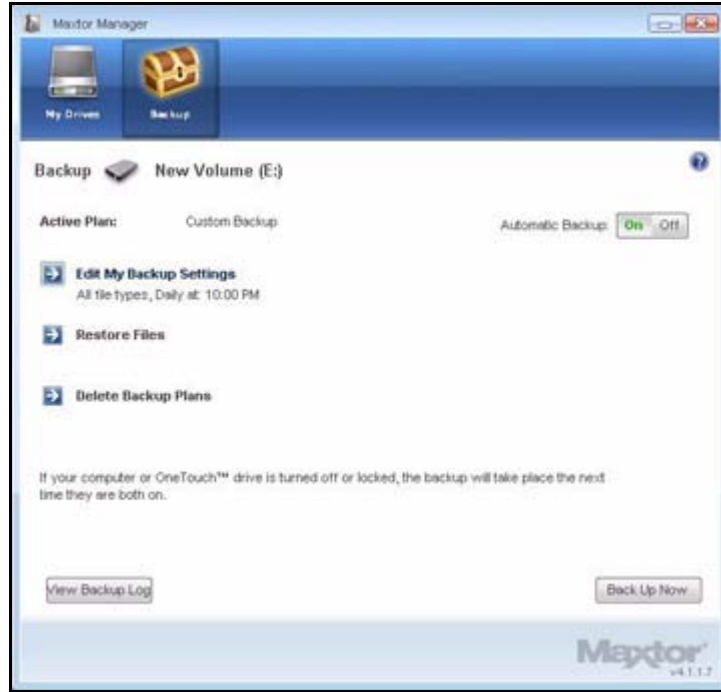 Maxtor Manager
My Drives
Backup
Backup New Volume (E:)
Active Plan: Custom Backup Automatic Backup: On Off
Edit My Backup Settings
All file types, Daily at: 10:00 PM
Restore Files
Delete Backup Plans
If your computer or OneTouch™ drive is turned off or locked, the backup will take place the next
time they are both on.
View Backup Log Back Up Now
Maxtor
v4.1.1.7